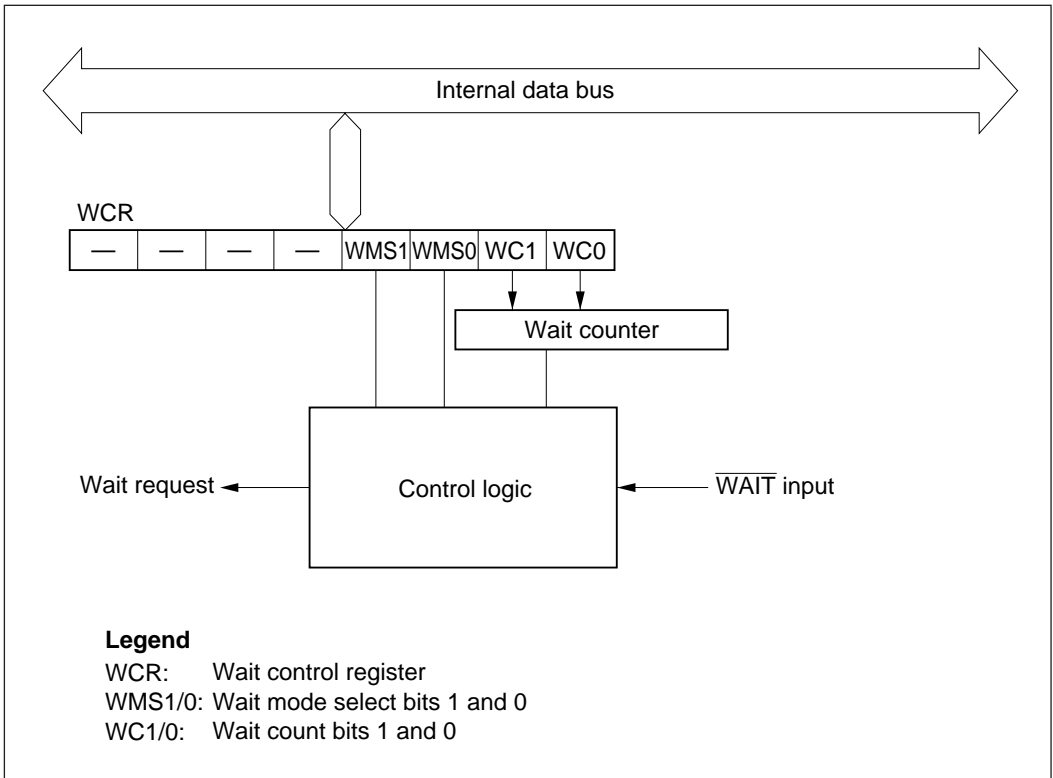 Internal data bus
WCR
— — — — WMS1 WMS0 WC1 WC0
Wait counter
Wait request
Control logic
W̅A̅I̅T̅ input
Legend
WCR: Wait control register
WMS1/0: Wait mode select bits 1 and 0
WC1/0: Wait count bits 1 and 0